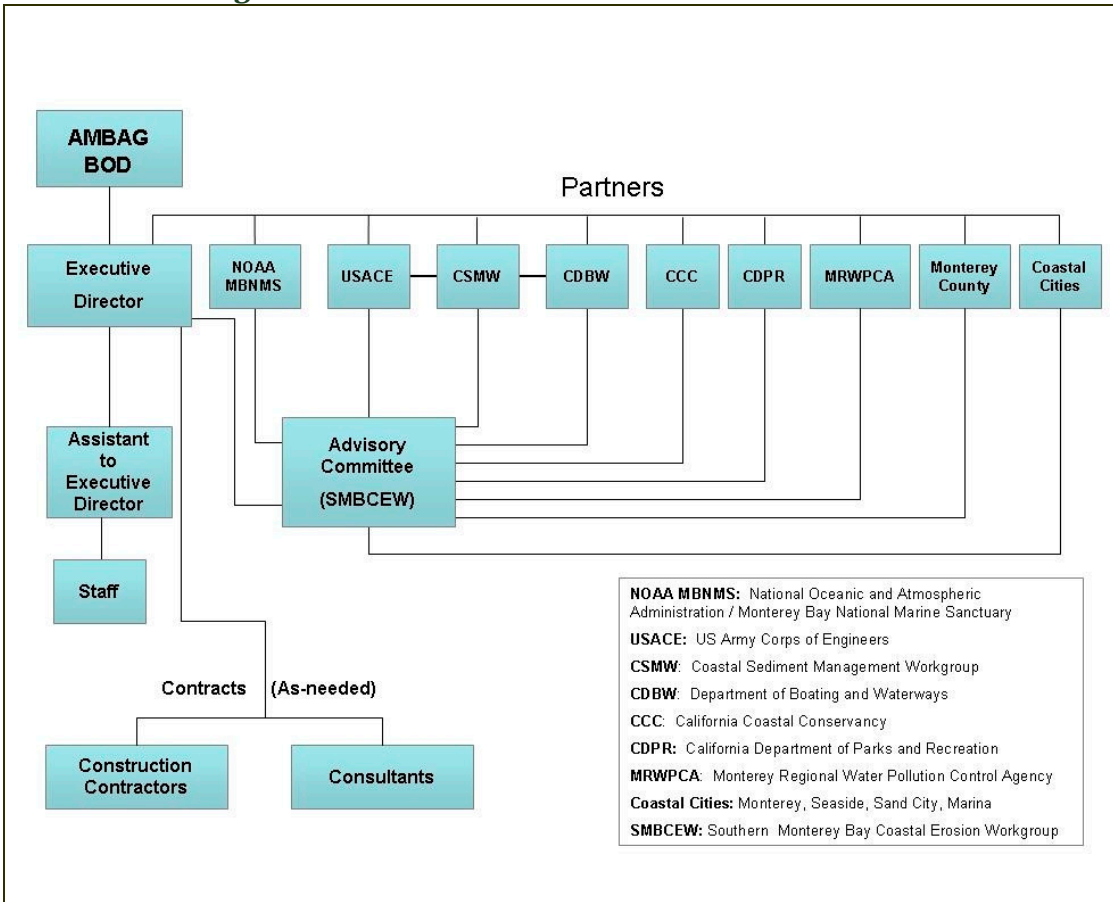 AMBAG
BOD
Partners
Executive
Director
NOAA
MBNMS
USACE
CSMW
CDBW
CCC
CDPR
MRWPCA
Monterey
County
Coastal
Cities
Assistant
to
Executive
Director
Advisory
Committee
(SMBCEW)
Staff
Contracts (As-needed)
Construction
Contractors
Consultants
NOAA MBNMS: National Oceanic and Atmospheric
Administration / Monterey Bay National Marine Sanctuary
USACE: US Army Corps of Engineers
CSMW: Coastal Sediment Management Workgroup
CDBW: Department of Boating and Waterways
CCC: California Coastal Conservancy
CDPR: California Department of Parks and Recreation
MRWPCA: Monterey Regional Water Pollution Control Agency
Coastal Cities: Monterey, Seaside, Sand City, Marina
SMBCEW: Southern Monterey Bay Coastal Erosion Workgroup